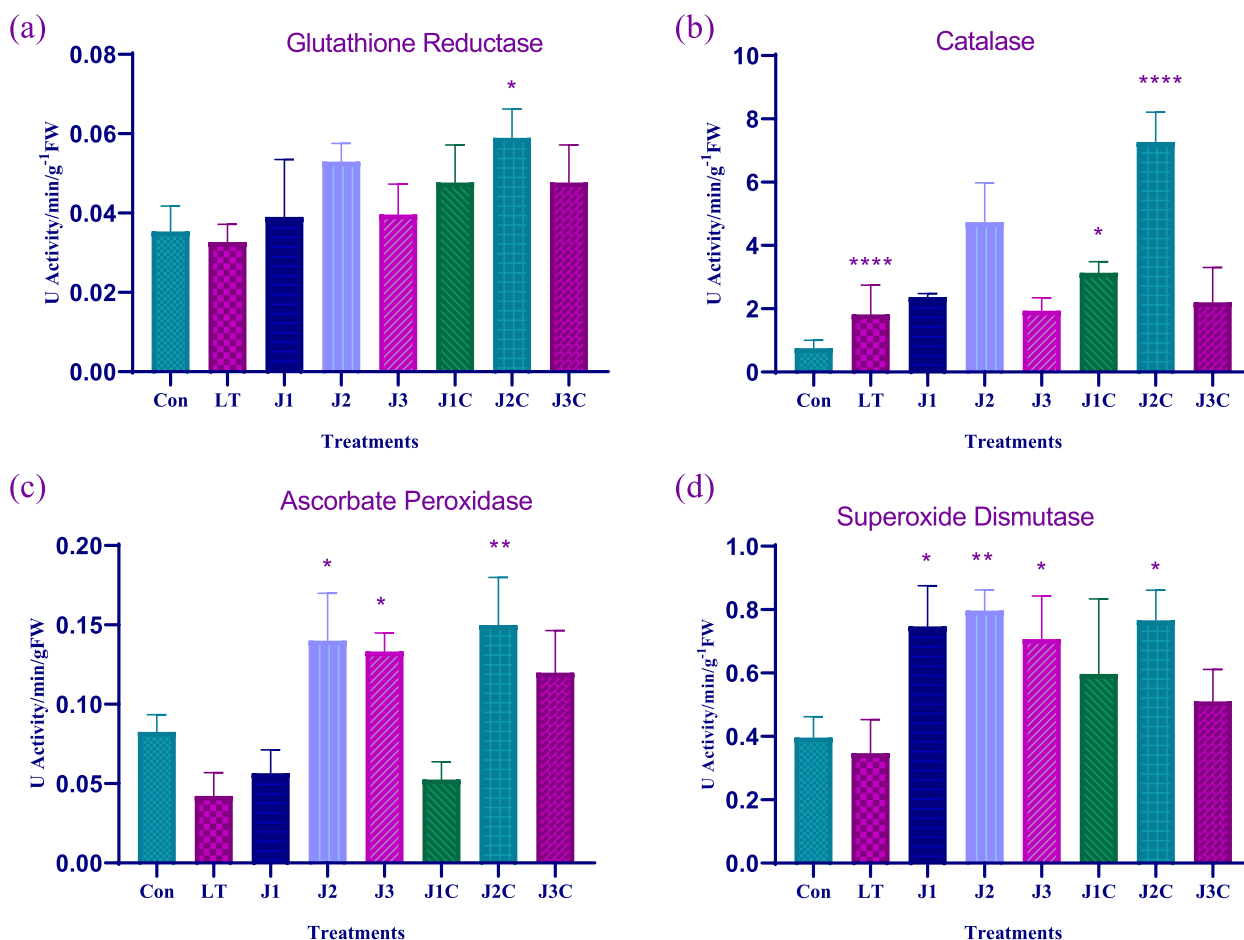 (a)
Glutathione Reductase
U Activity/min/g⁻¹FW
0.08
0.06
0.04
0.02
0.00
*
Con LT J1 J2 J3 J1C J2C J3C
Treatments
(b)
Catalase
U Activity/min/g⁻¹FW
10
8
6
4
2
0
****
*
****
Con LT J1 J2 J3 J1C J2C J3C
Treatments
(c)
Ascorbate Peroxidase
U Activity/min/gFW
0.20
0.15
0.10
0.05
0.00
*
*
**
Con LT J1 J2 J3 J1C J2C J3C
Treatments
(d)
Superoxide Dismutase
U Activity/min/g⁻¹FW
1.0
0.8
0.6
0.4
0.2
0.0
*
**
*
*
Con LT J1 J2 J3 J1C J2C J3C
Treatments